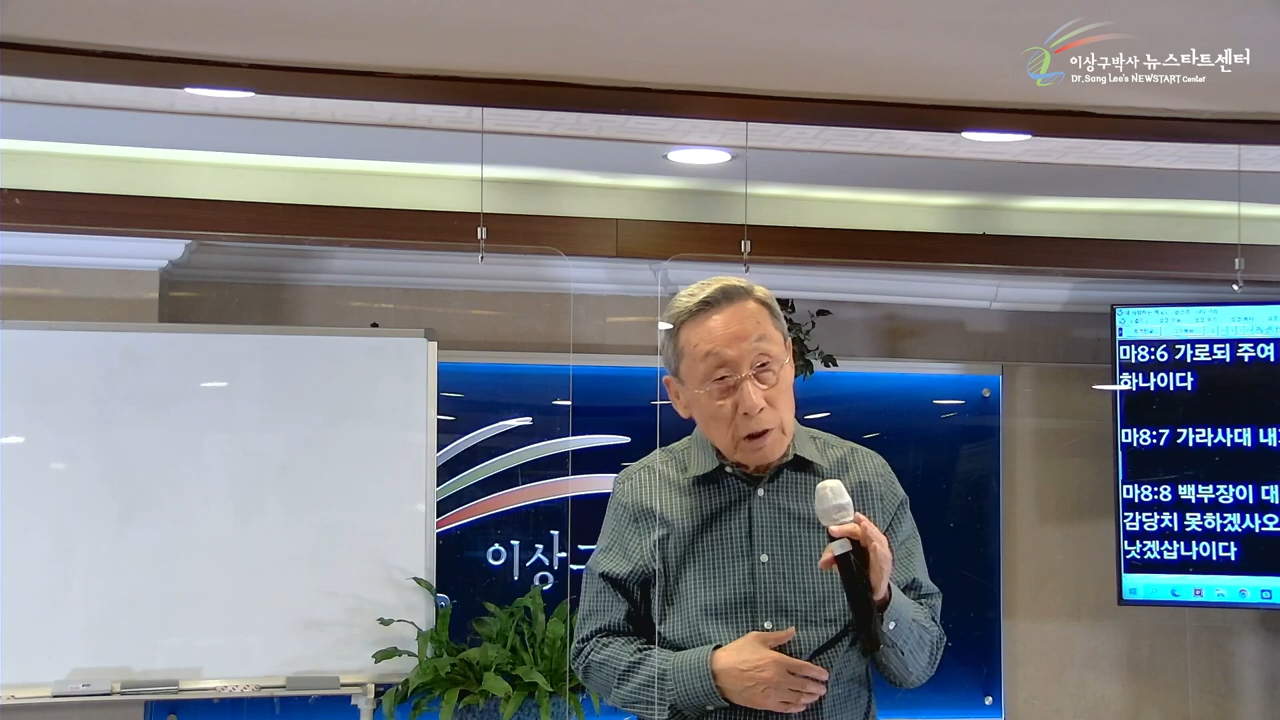 이상구박사 뉴스타트센터
Dr. Sang Lee's NEWSTART Center
이상구
마8:6 가로되 주여
하나이다
마8:7 가라사대 내가
마8:8 백부장이 대
감당치 못하겠사오
낫겠삽나이다